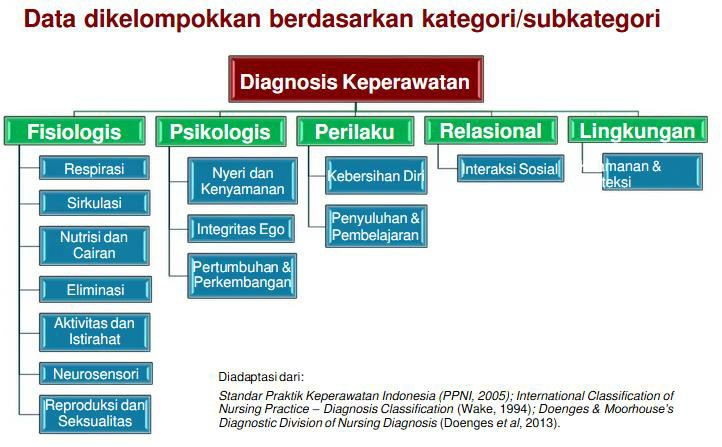 Data dikelompokkan berdasarkan kategori/subkategori
Diagnosis Keperawatan
Fisiologis
Psikologis
Perilaku
Relasional
Lingkungan
Respirasi
Sirkulasi
Nutrisi dan
Cairan
Eliminasi
Aktivitas dan
Istirahat
Neurosensori
Reproduksi dan
Seksualitas
Nyeri dan
Kenyamanan
Integritas Ego
Pertumbuhan &
Perkembangan
Kebersihan Diri
Penyuluhan &
Pembelajaran
Interaksi Sosial
manan &
teksi
Diadaptasi dari:
Standar Praktik Keperawatan Indonesia (PPNI, 2005); International Classification of
Nursing Practice – Diagnosis Classification (Wake, 1994); Doenges & Moorhouse's
Diagnostic Division of Nursing Diagnosis (Doenges et al, 2013).